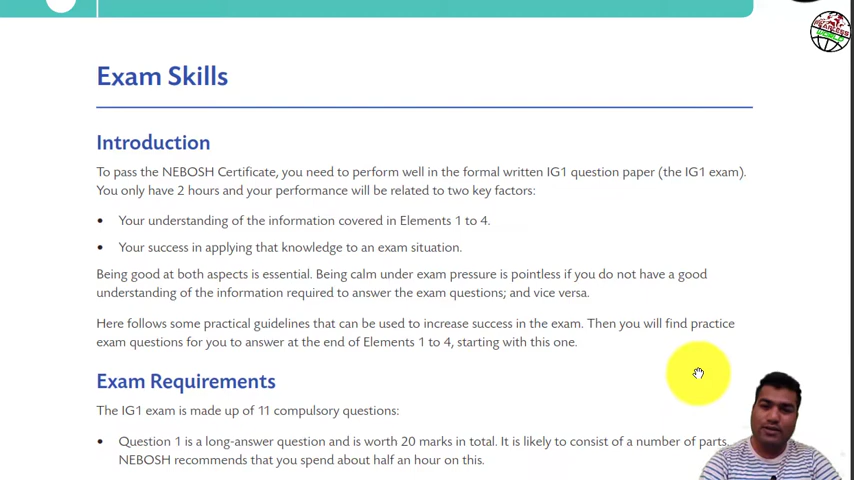 Exam Skills
Introduction
To pass the NEBOSH Certificate, you need to perform well in the formal written IG1 question paper (the IG1 exam).
You only have 2 hours and your performance will be related to two key factors:
• Your understanding of the information covered in Elements 1 to 4.
• Your success in applying that knowledge to an exam situation.
Being good at both aspects is essential. Being calm under exam pressure is pointless if you do not have a good
understanding of the information required to answer the exam questions; and vice versa.
Here follows some practical guidelines that can be used to increase success in the exam. Then you will find practice
exam questions for you to answer at the end of Elements 1 to 4, starting with this one.
Exam Requirements
The IG1 exam is made up of 11 compulsory questions:
• Question 1 is a long-answer question and is worth 20 marks in total. It is likely to consist of a number of parts.
NEBOSH recommends that you spend about half an hour on this.